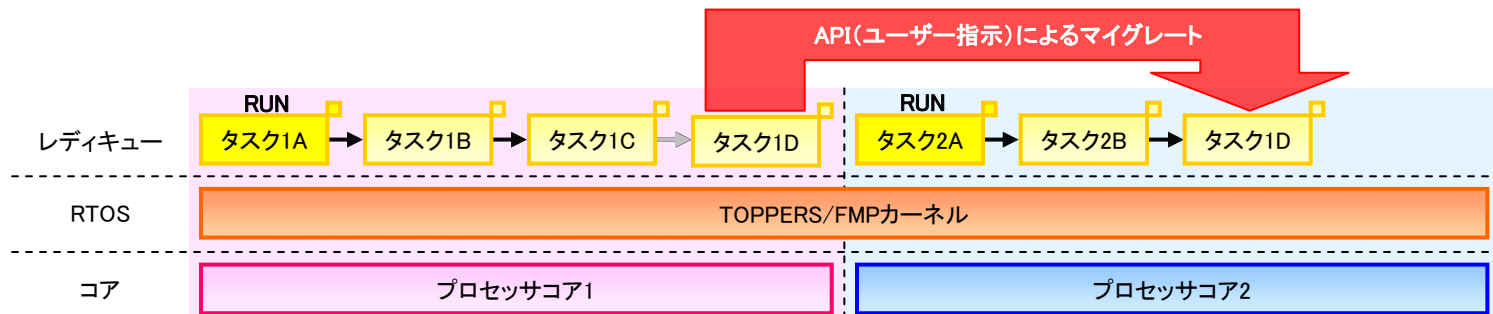 API(ユーザー指示)によるマイグレート
RUN
RUN
レディキュー
タスク1A
タスク1B
タスク1C
タスク1D
タスク2A
タスク2B
タスク1D
RTOS
TOPPERS/FMPカーネル
コア
プロセッサコア1
プロセッサコア2